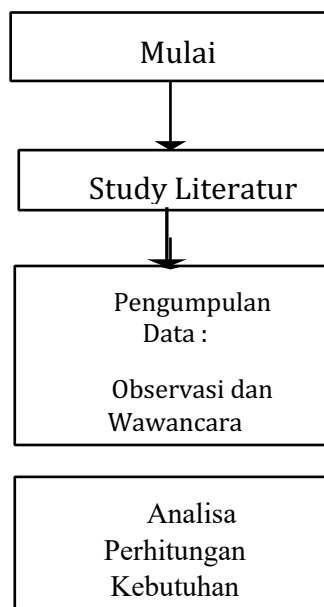 Mulai
Study Literatur
Pengumpulan
Data :
Observasi dan
Wawancara
Analisa
Perhitungan
Kebutuhan